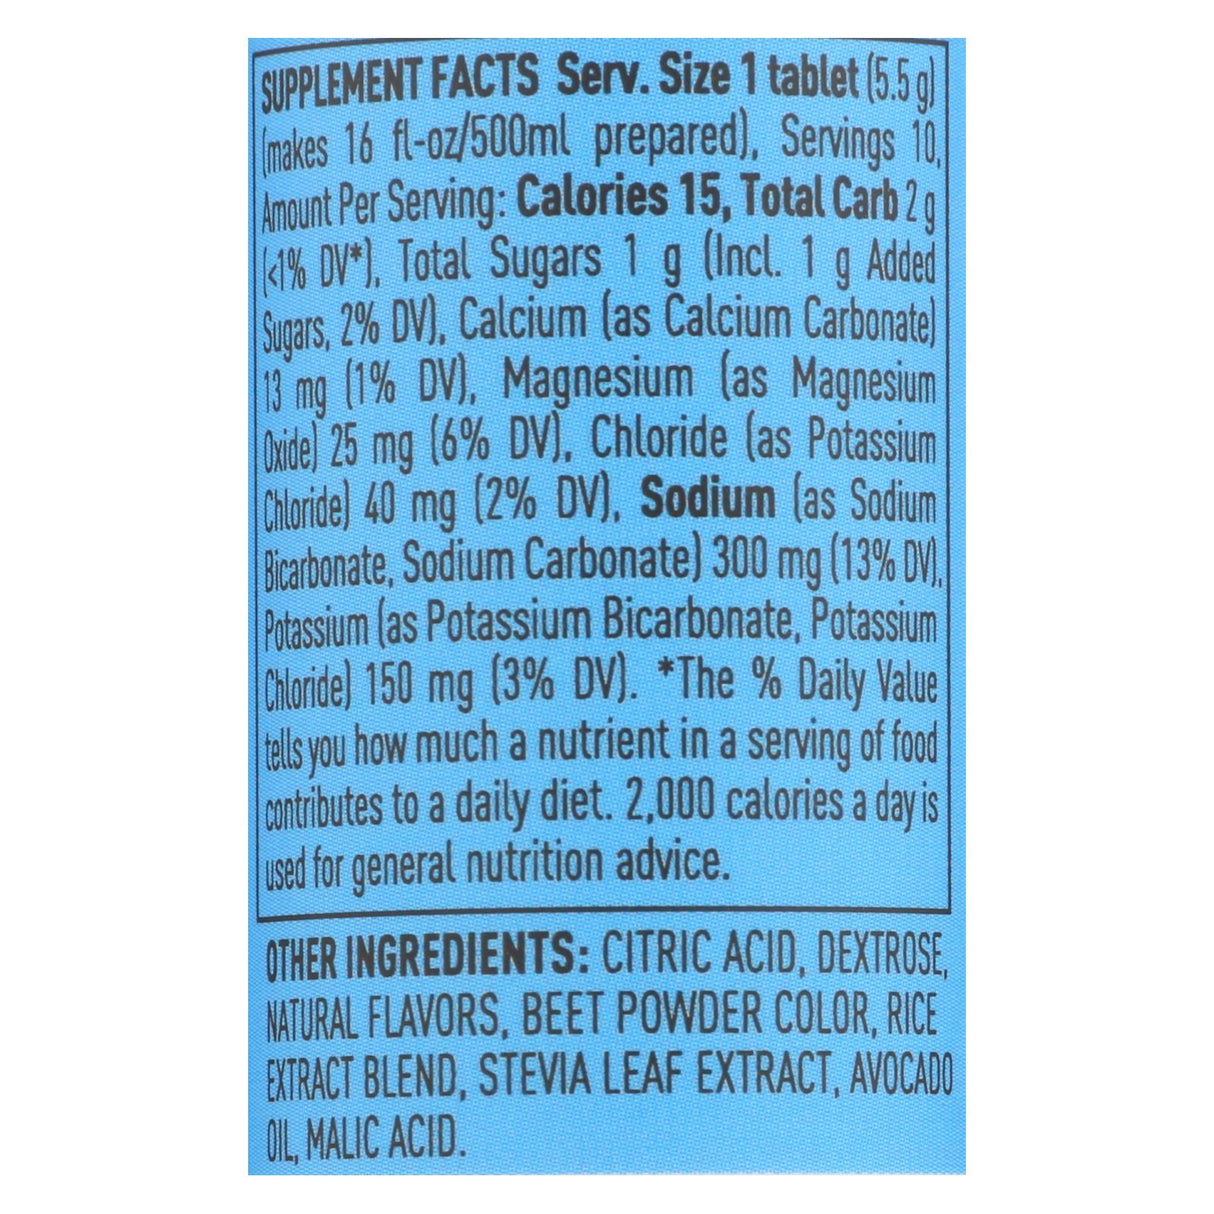 SUPPLEMENT FACTS Serv. Size 1 tablet (5.5 g)
(makes 16 fl-oz/500ml prepared), Servings 10,
Amount Per Serving: Calories 15, Total Carb 2 g
(<1% DV*), Total Sugars 1 g (Incl. 1 g Added
Sugars, 2% DV), Calcium (as Calcium Carbonate)
13 mg (1% DV), Magnesium (as Magnesium
Oxide) 25 mg (6% DV), Chloride (as Potassium
Chloride) 40 mg (2% DV), Sodium (as Sodium
Bicarbonate, Sodium Carbonate) 300 mg (13% DV),
Potassium (as Potassium Bicarbonate, Potassium
Chloride) 150 mg (3% DV). *The % Daily Value
tells you how much a nutrient in a serving of food
contributes to a daily diet. 2,000 calories a day is
used for general nutrition advice.
OTHER INGREDIENTS: CITRIC ACID, DEXTROSE,
NATURAL FLAVORS, BEET POWDER COLOR, RICE
EXTRACT BLEND, STEVIA LEAF EXTRACT, AVOCADO
OIL, MALIC ACID.